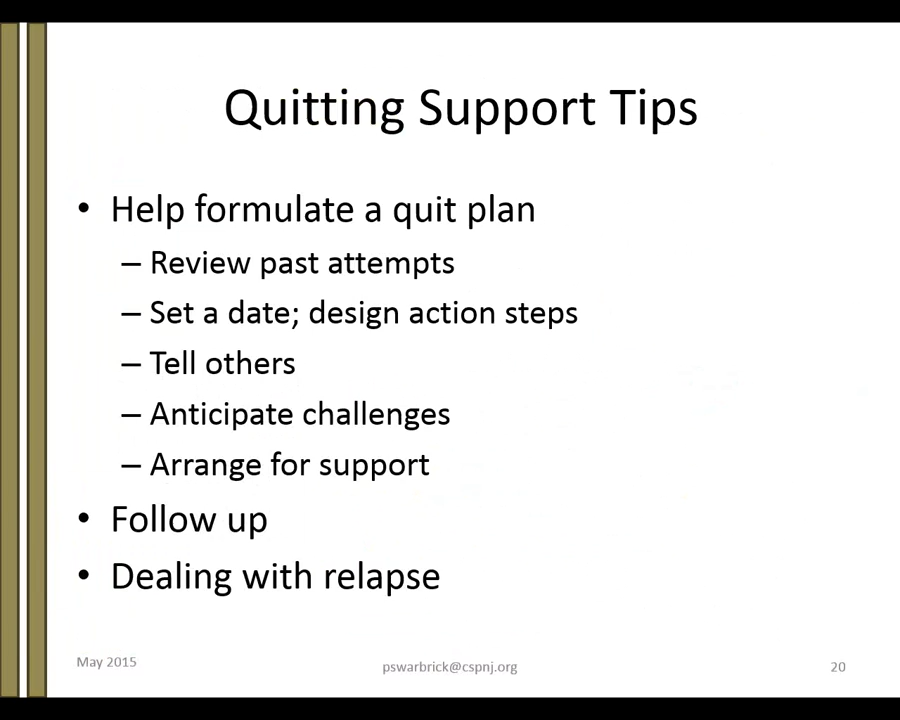 Quitting Support Tips
• Help formulate a quit plan
– Review past attempts
– Set a date; design action steps
– Tell others
– Anticipate challenges
– Arrange for support
• Follow up
• Dealing with relapse
May 2015
pswarbrick@cspnj.org
20